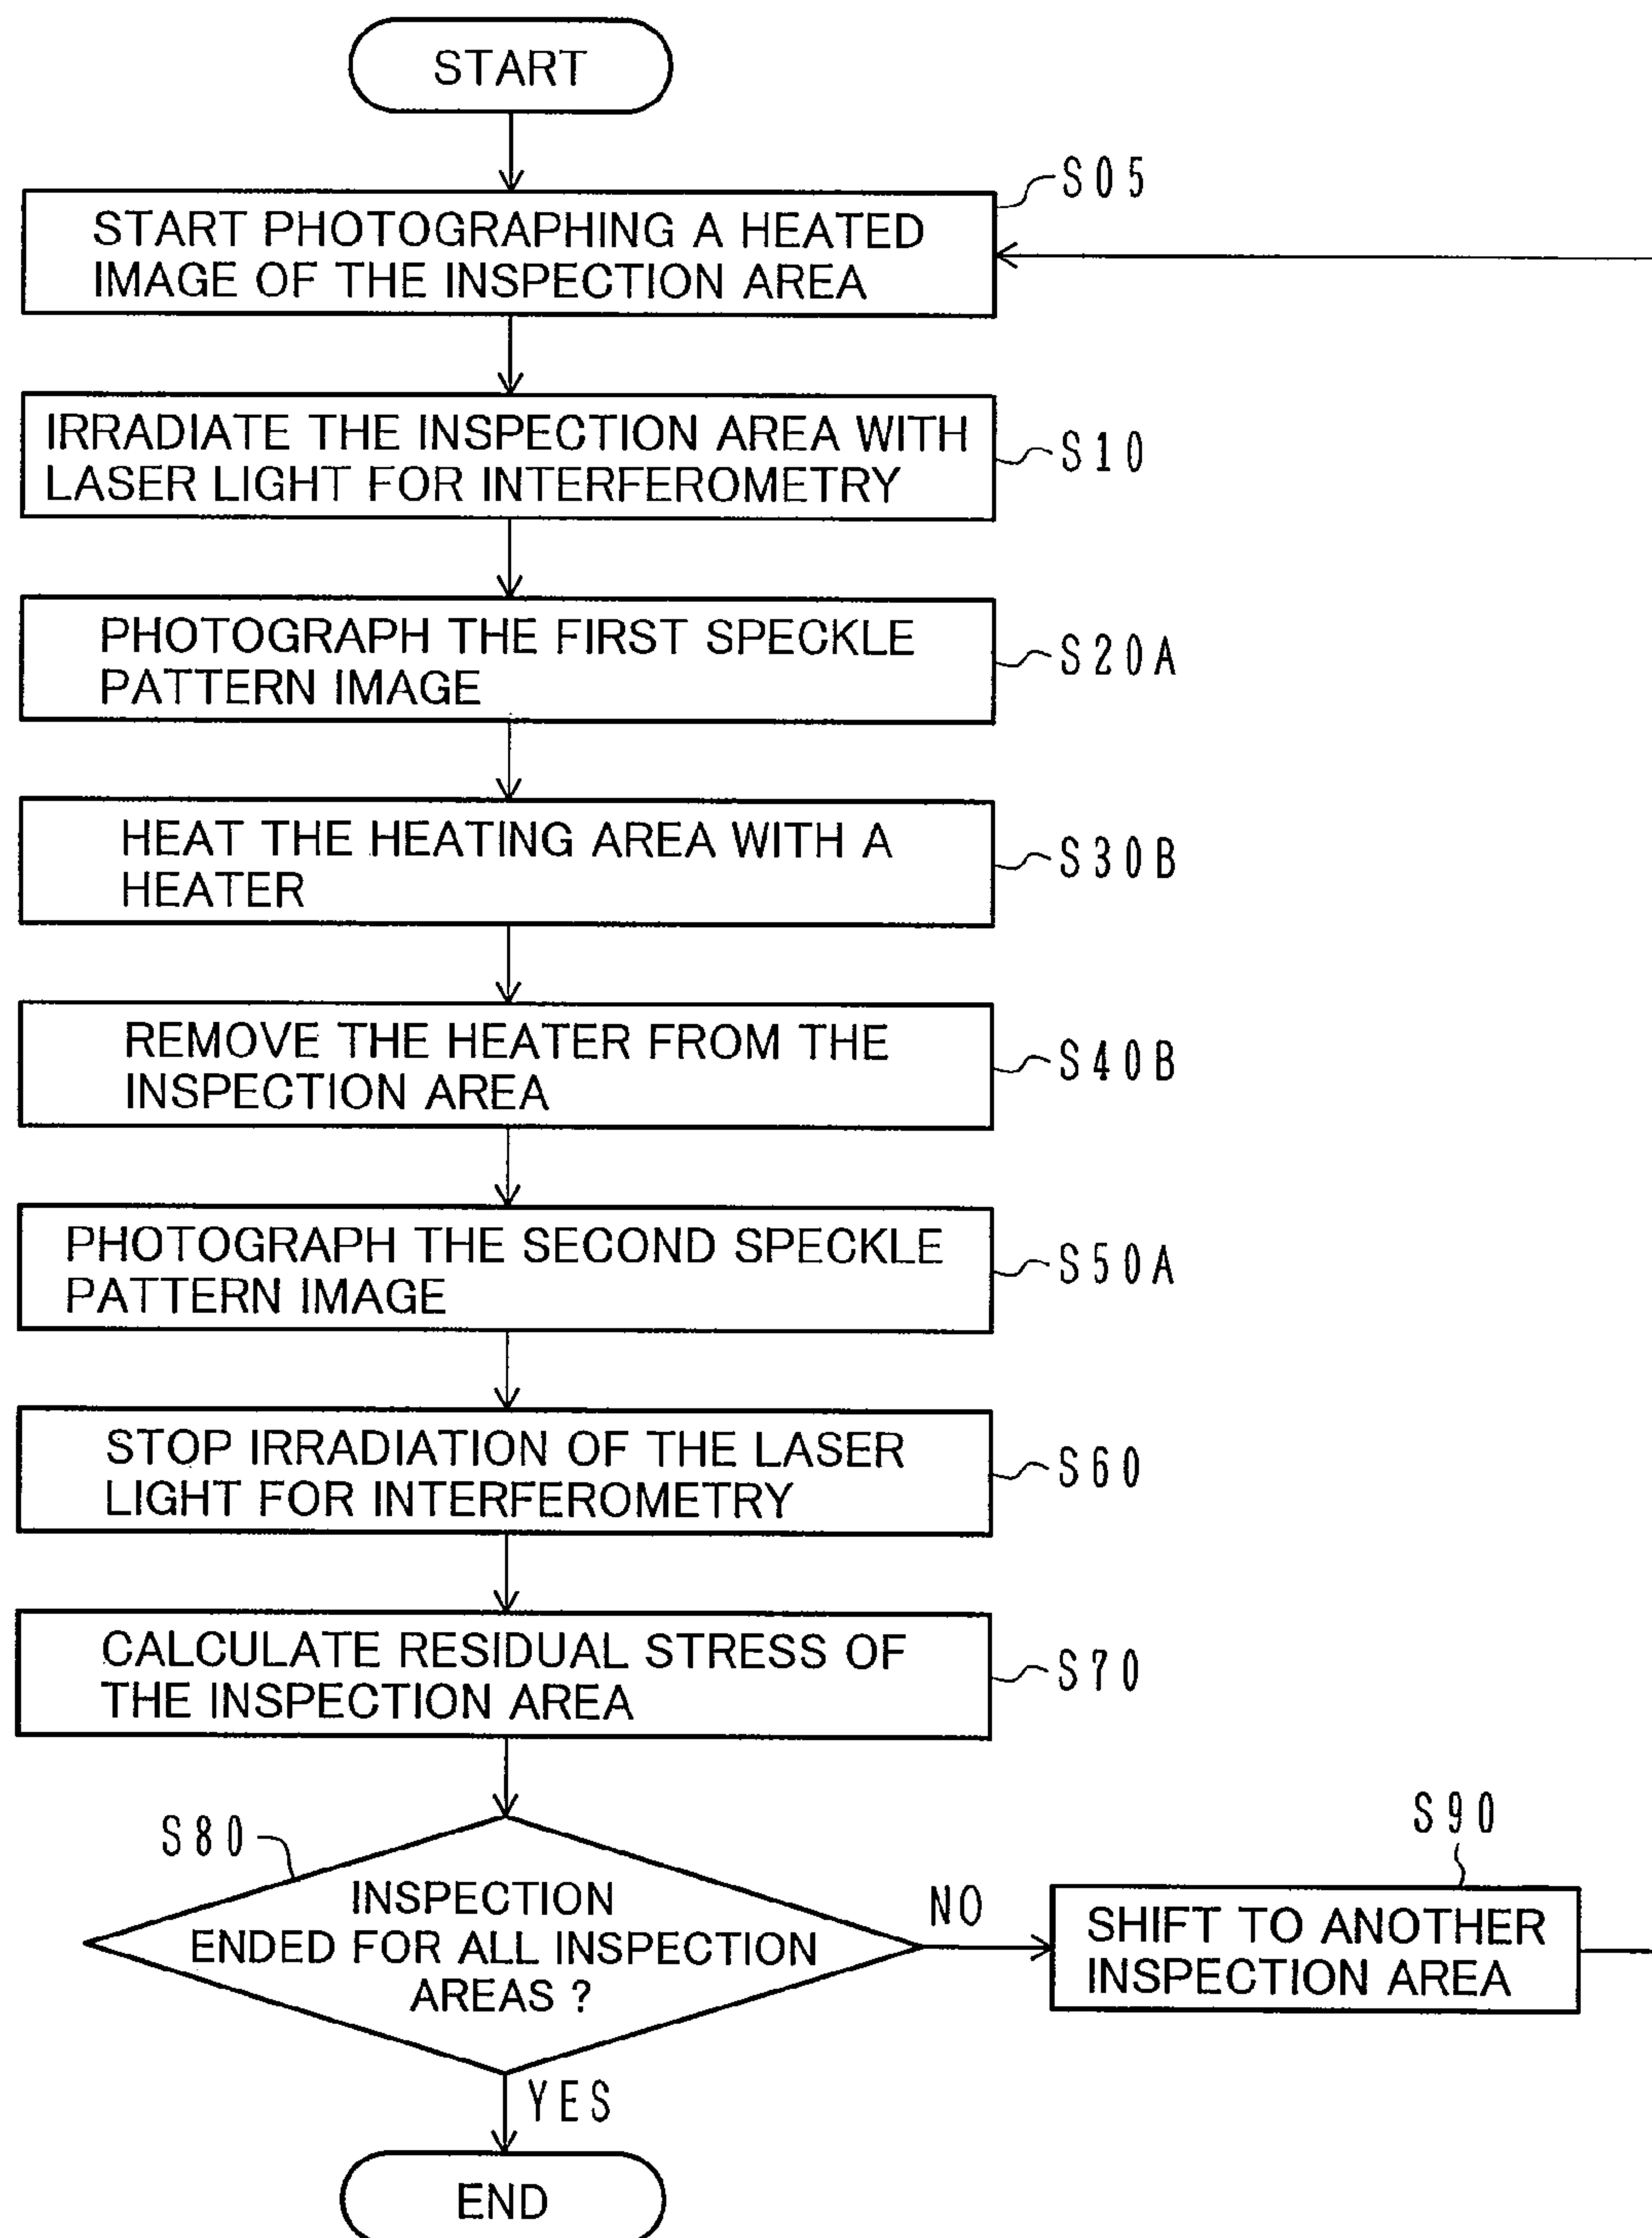 START
S05
START PHOTOGRAPHING A HEATED
IMAGE OF THE INSPECTION AREA
IRRADIATE THE INSPECTION AREA WITH
LASER LIGHT FOR INTERFEROMETRY
S10
PHOTOGRAPH THE FIRST SPECKLE
PATTERN IMAGE
S20A
HEAT THE HEATING AREA WITH A
HEATER
S30B
REMOVE THE HEATER FROM THE
INSPECTION AREA
S40B
PHOTOGRAPH THE SECOND SPECKLE
PATTERN IMAGE
S50A
STOP IRRADIATION OF THE LASER
LIGHT FOR INTERFEROMETRY
S60
CALCULATE RESIDUAL STRESS OF
THE INSPECTION AREA
S70
S80
INSPECTION
ENDED FOR ALL INSPECTION
AREAS ?
NO
S90
SHIFT TO ANOTHER
INSPECTION AREA
YES
END